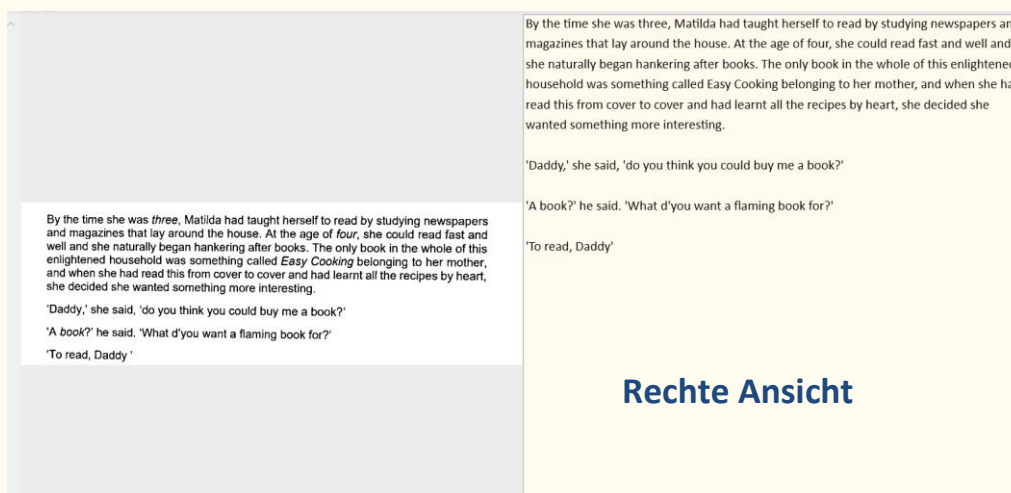 By the time she was three, Matilda had taught herself to read by studying newspapers
and magazines that lay around the house. At the age of four, she could read fast and
well and she naturally began hankering after books. The only book in the whole of this
enlightened household was something called Easy Cooking belonging to her mother,
and when she had read this from cover to cover and had learnt all the recipes by heart,
she decided she wanted something more interesting.
'Daddy,' she said, 'do you think you could buy me a book?'
'A book?' he said. 'What d'you want a flaming book for?'
'To read, Daddy '
By the time she was three, Matilda had taught herself to read by studying newspapers
magazines that lay around the house. At the age of four, she could read fast and well and
she naturally began hankering after books. The only book in the whole of this
household was something called Easy Cooking belonging to her mother, and when she
read this from cover to cover and had learnt all the recipes by heart, she decided she
wanted something more interesting.
'Daddy,' she said, 'do you think you could buy me a book?'
'A book?' he said. 'What d'you want a flaming book for?'
'To read, Daddy'
Rechte Ansicht